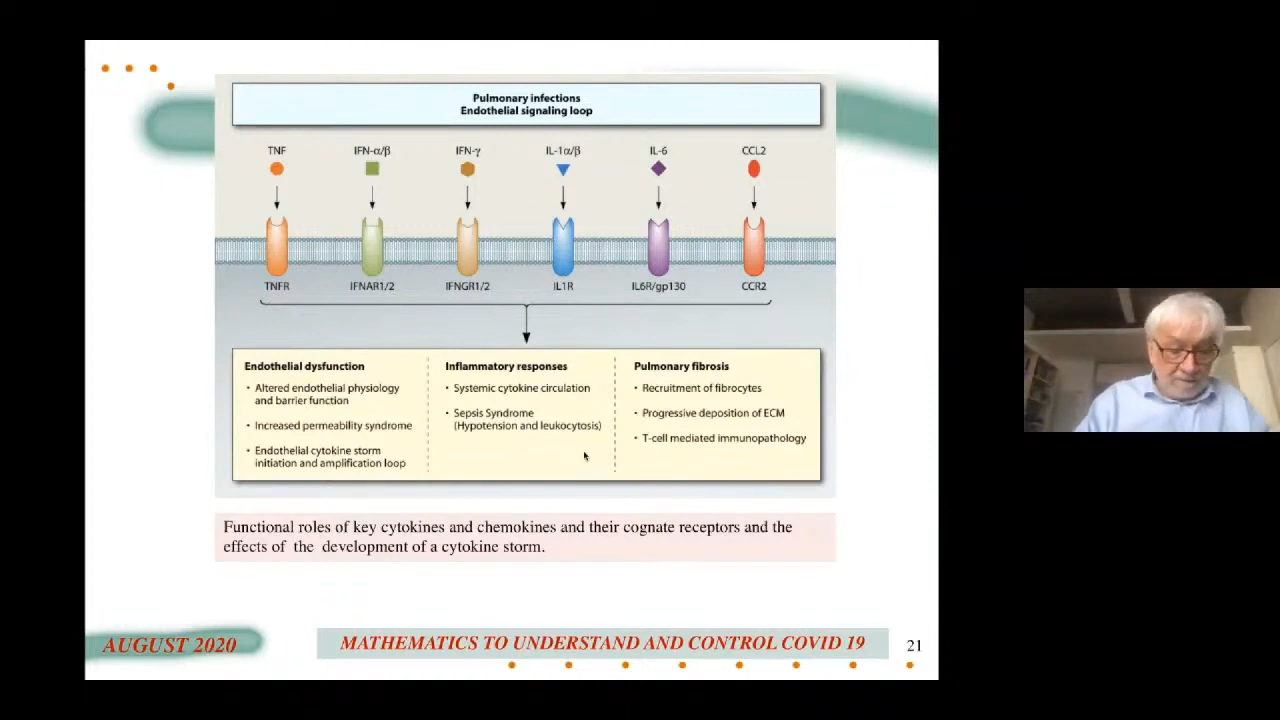 Pulmonary infections
Endothelial signaling loop
TNF IFN-α/β IFN-γ IL-1α/β IL-6 CCL2
TNFR IFNAR1/2 IFNGR1/2 IL1R IL6R/gp130 CCR2
Endothelial dysfunction
• Altered endothelial physiology
and barrier function
• Increased permeability syndrome
• Endothelial cytokine storm
initiation and amplification loop
Inflammatory responses
• Systemic cytokine circulation
• Sepsis Syndrome
(Hypotension and leukocytosis)
Pulmonary fibrosis
• Recruitment of fibrocytes
• Progressive deposition of ECM
• T-cell mediated immunopathology
Functional roles of key cytokines and chemokines and their cognate receptors and the
effects of the development of a cytokine storm.
AUGUST 2020
MATHEMATICS TO UNDERSTAND AND CONTROL COVID 19
21